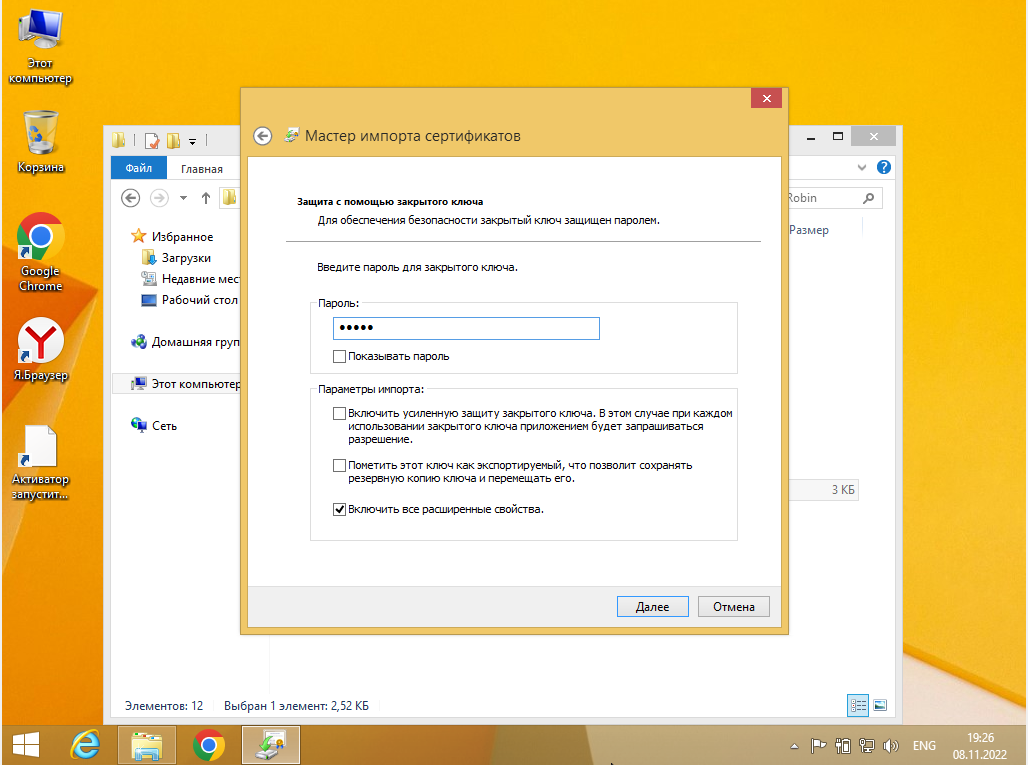 Этот
компьютер
Корзина
Google
Chrome
Я.Браузер
Активатор
запустит...
Файл
Главная
Robin
Размер
Избранное
Загрузки
Недавние мес
Рабочий стол
Домашняя груп
Этот компьютер
Сеть
3 КБ
Элементов: 12
Выбран 1 элемент: 2,52 КБ
Мастер импорта сертификатов
Защита с помощью закрытого ключа
Для обеспечения безопасности закрытый ключ защищен паролем.
Введите пароль для закрытого ключа.
Пароль:
•••••
Показывать пароль
Параметры импорта:
Включить усиленную защиту закрытого ключа. В этом случае при каждом
использовании закрытого ключа приложением будет запрашиваться
разрешение.
Пометить этот ключ как экспортируемый, что позволит сохранять
резервную копию ключа и перемещать его.
Включить все расширенные свойства.
Далее
Отмена
ENG
19:26
08.11.2022